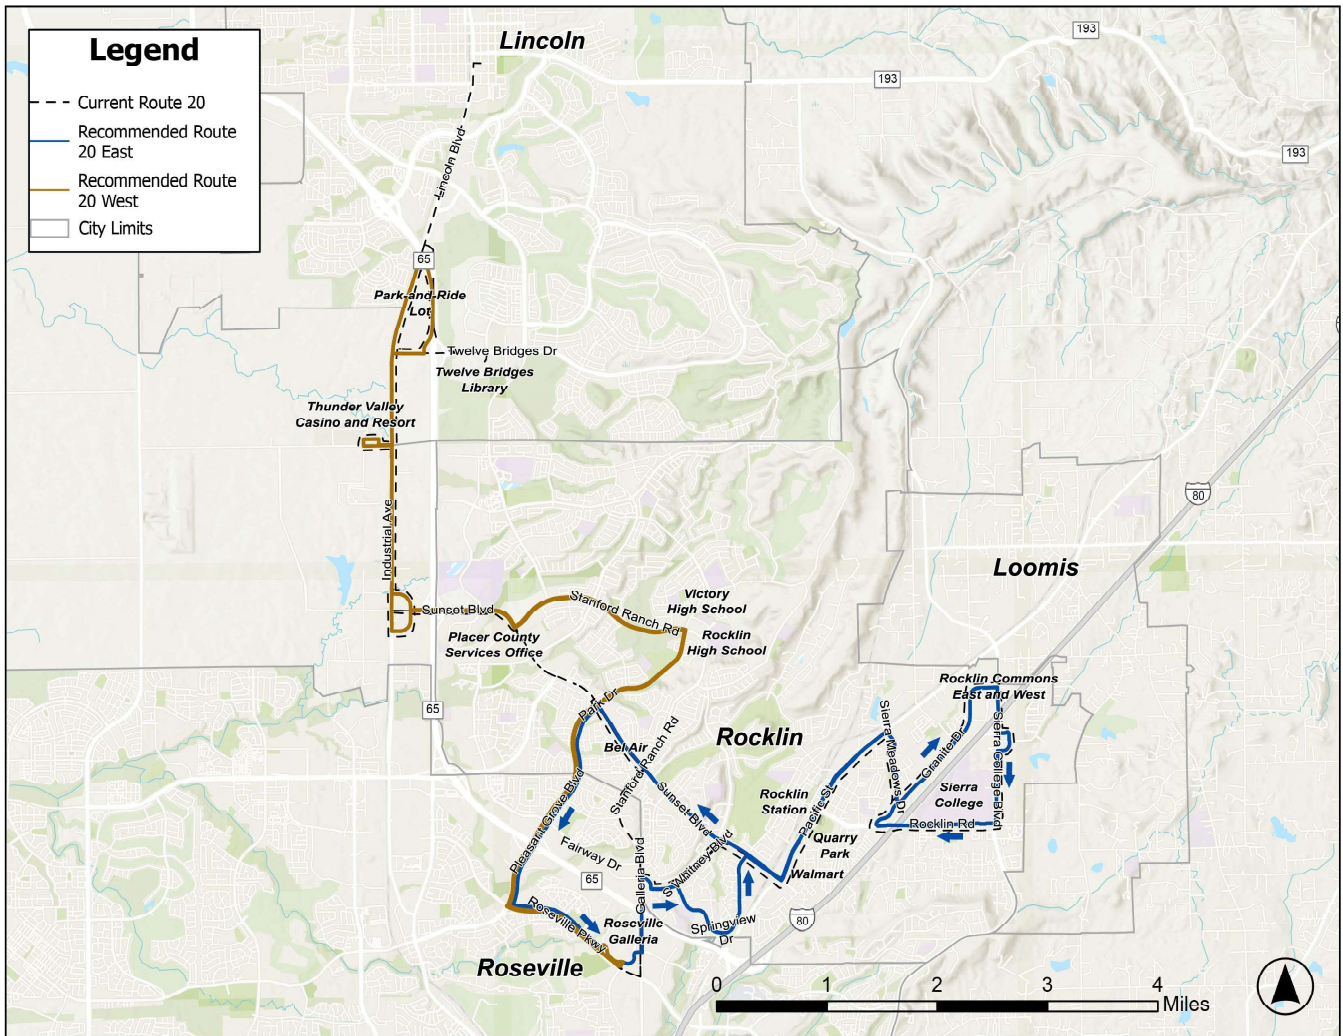 Legend
Current Route 20
Recommended Route
20 East
Recommended Route
20 West
City Limits
Lincoln
193
193
193
Lincoln Blvd
65
Park-and-Ride
Lot
Twelve Bridges Dr
Twelve Bridges
Library
Thunder Valley
Casino and Resort
80
Industrial Ave
Loomis
Sunset Blvd
Stanford Ranch Rd
Victory
High School
Rocklin
High School
Placer County
Services Office
Rocklin Commons
East and West
65
Park Dr
Sierra Meadows Dr
Sierra College Blvd
Stanford Ranch Rd
Rocklin
Bel Air
Granite Dr
Pleasant Grove Blvd
Sunset Blvd
Rocklin
Station
Pacific St
Sierra
College
Rocklin Rd
Fairway Dr
Galleria Blvd
S Whitney Blvd
Quarry
Park
Walmart
65
Roseville Pkwy
Roseville
Galleria
Springview
Dr
80
Roseville
0
1
2
3
4
Miles